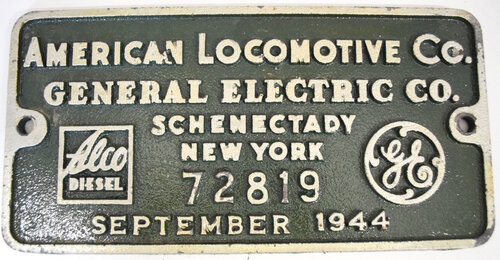 AMERICAN LOCOMOTIVE CO.
GENERAL ELECTRIC CO.
SCHENECTADY
NEW YORK
Alco
DIESEL
72819
GE
SEPTEMBER 1944